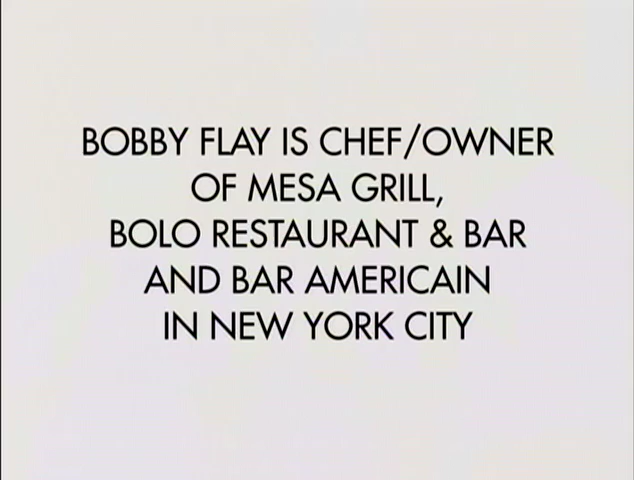 BOBBY FLAY IS CHEF/OWNER
OF MESA GRILL,
BOLO RESTAURANT & BAR
AND BAR AMERICAIN
IN NEW YORK CITY